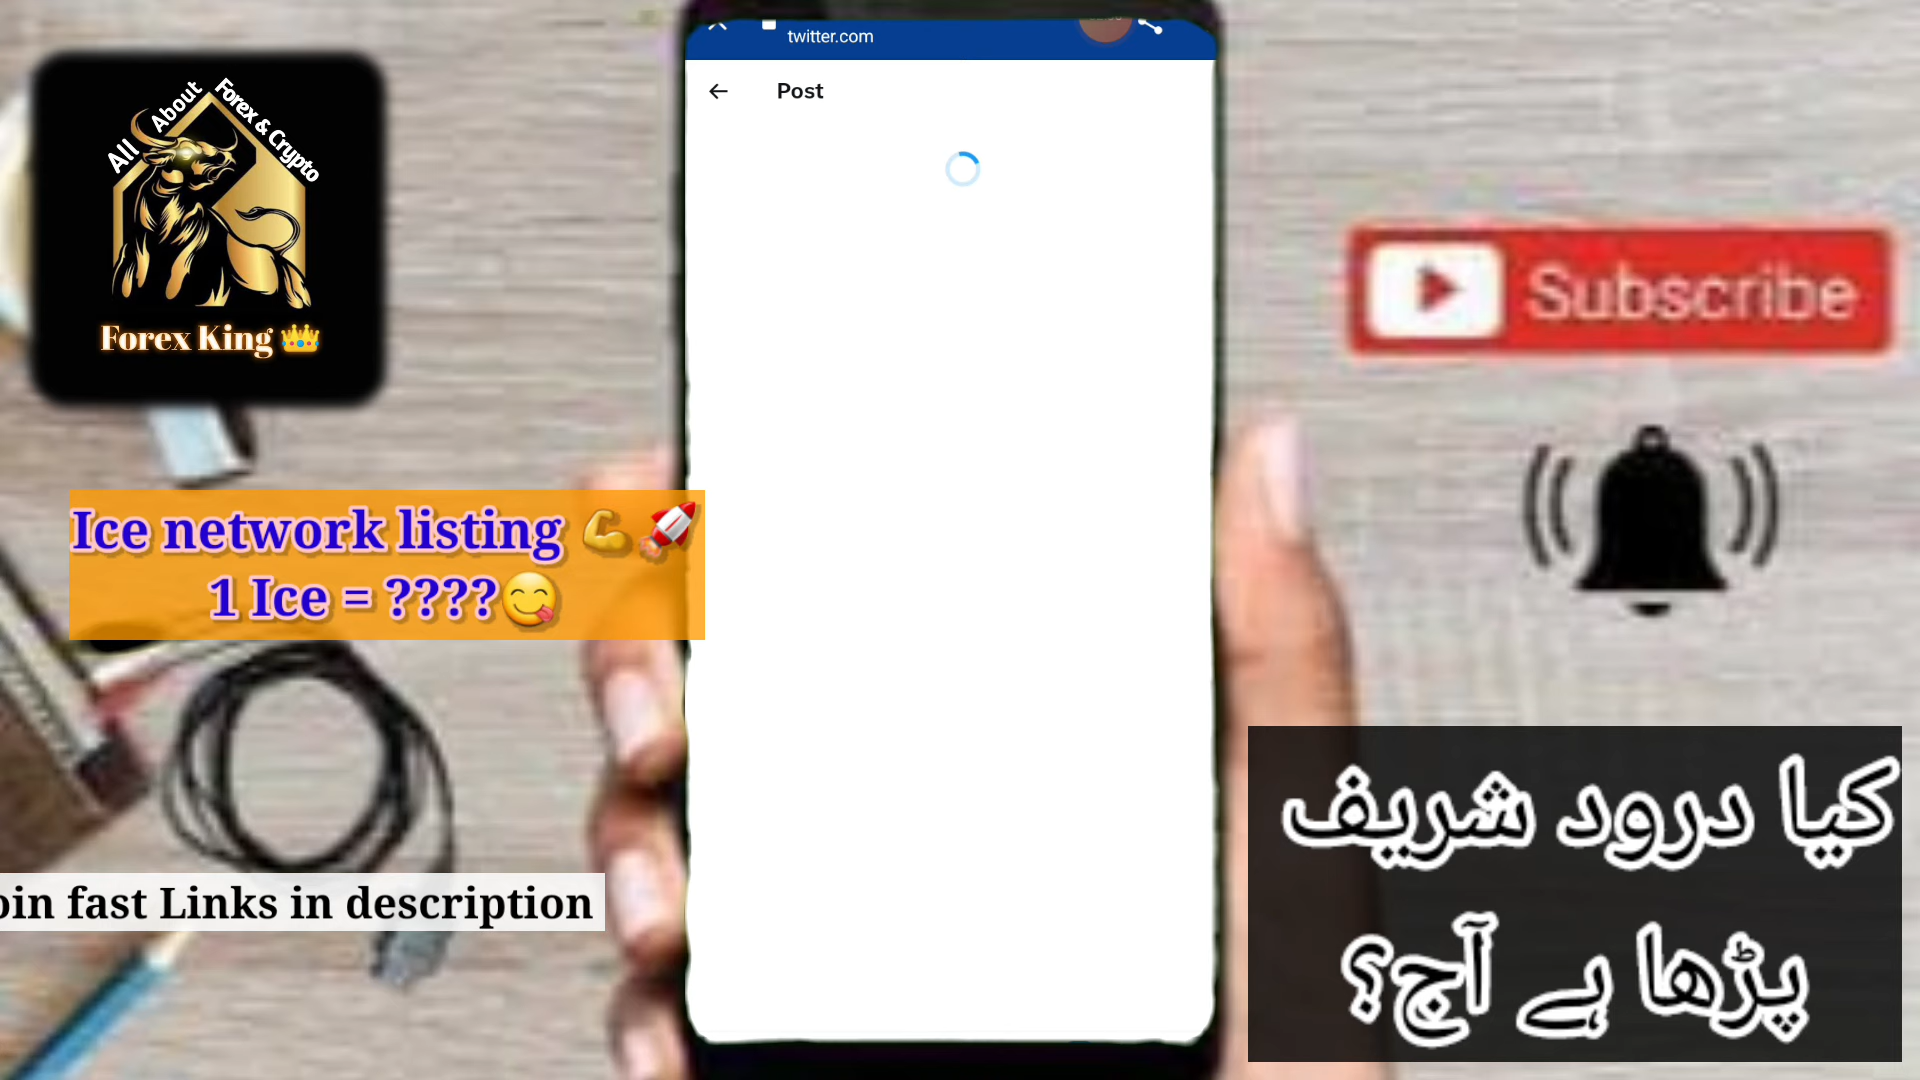 twitter.com
Post
All About Forex & Crypto
Forex King 👑
Subscribe
Ice network listing 💪🚀
1 Ice = ????😋
oin fast Links in description
کیا درود شریف
پڑھا ہے آج؟